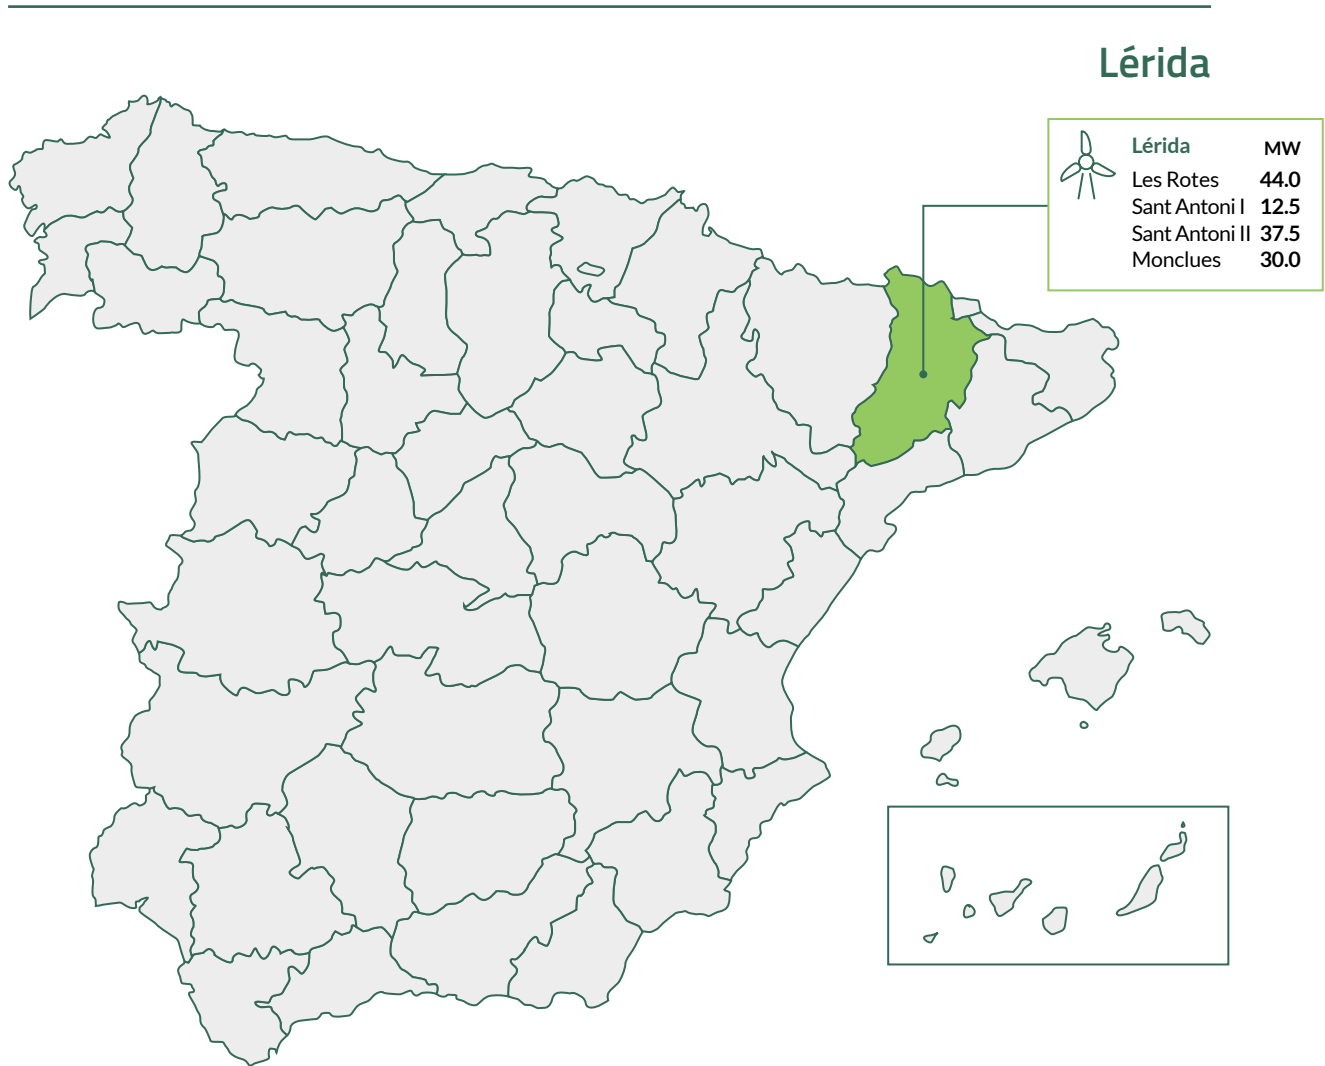 Lérida
Lérida MW
Les Rotes 44.0
Sant Antoni I 12.5
Sant Antoni II 37.5
Monclues 30.0